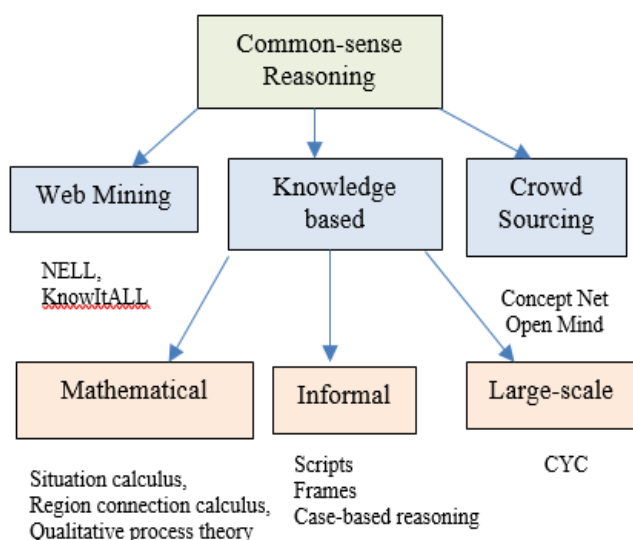 Common-sense
Reasoning
Web Mining
Knowledge
based
Crowd
Sourcing
NELL,
KnowItALL
Concept Net
Open Mind
Mathematical
Informal
Large-scale
Situation calculus,
Region connection calculus,
Qualitative process theory
Scripts
Frames
Case-based reasoning
CYC